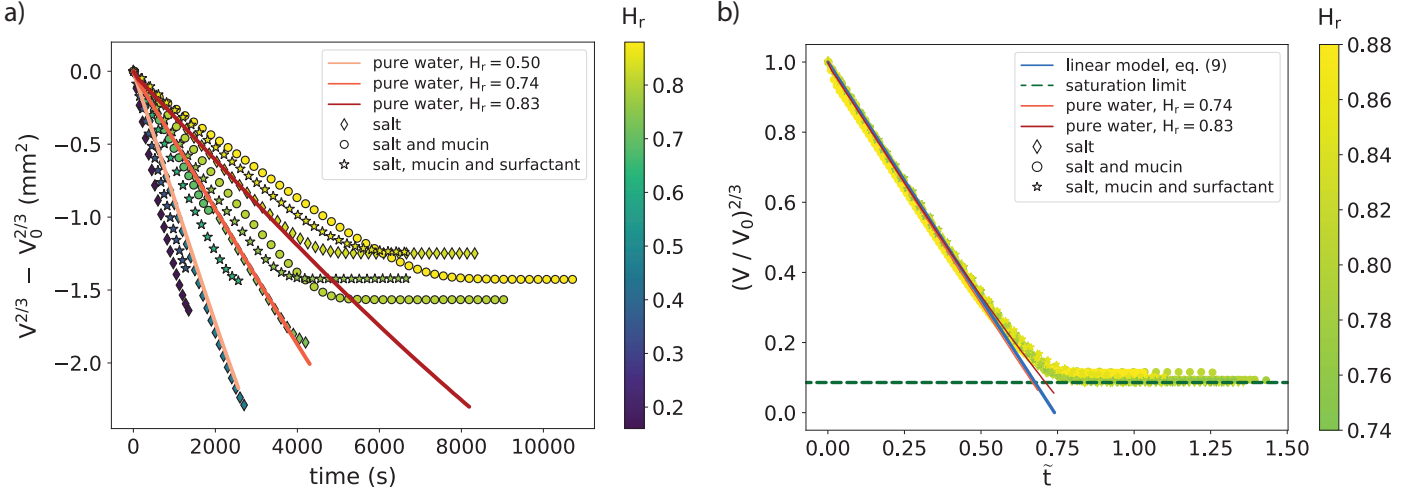 a)
H_r
0.0
−0.5
−1.0
−1.5
−2.0
V^{2/3} − V_0^{2/3} (mm²)
0 2000 4000 6000 8000 10000
time (s)
pure water, H_r = 0.50
pure water, H_r = 0.74
pure water, H_r = 0.83
salt
salt and mucin
salt, mucin and surfactant
0.8
0.7
0.6
0.5
0.4
0.3
0.2
b)
H_r
1.0
0.8
0.6
0.4
0.2
0.0
(V / V_0)^{2/3}
0.00 0.25 0.50 0.75 1.00 1.25 1.50
t̃
linear model, eq. (9)
saturation limit
pure water, H_r = 0.74
pure water, H_r = 0.83
salt
salt and mucin
salt, mucin and surfactant
0.88
0.86
0.84
0.82
0.80
0.78
0.76
0.74